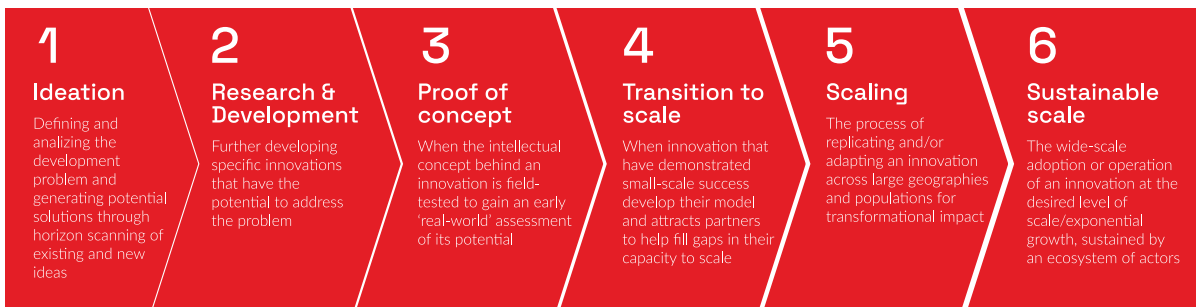 1
Ideation
Defining and
analizing the
development
problem and
generating potential
solutions through
horizon scanning of
existing and new
ideas
2
Research &
Development
Further developing
specific innovations
that have the
potential to address
the problem
3
Proof of
concept
When the intellectual
concept behind an
innovation is field-
tested to gain an early
‘real-world’ assessment
of its potential
4
Transition to
scale
When innovation that
have demonstrated
small-scale success
develop their model
and attracts partners
to help fill gaps in their
capacity to scale
5
Scaling
The process of
replicating and/or
adapting an innovation
across large geographies
and populations for
transformational impact
6
Sustainable
scale
The wide-scale
adoption or operation
of an innovation at the
desired level of
scale/exponential
growth, sustained by
an ecosystem of actors